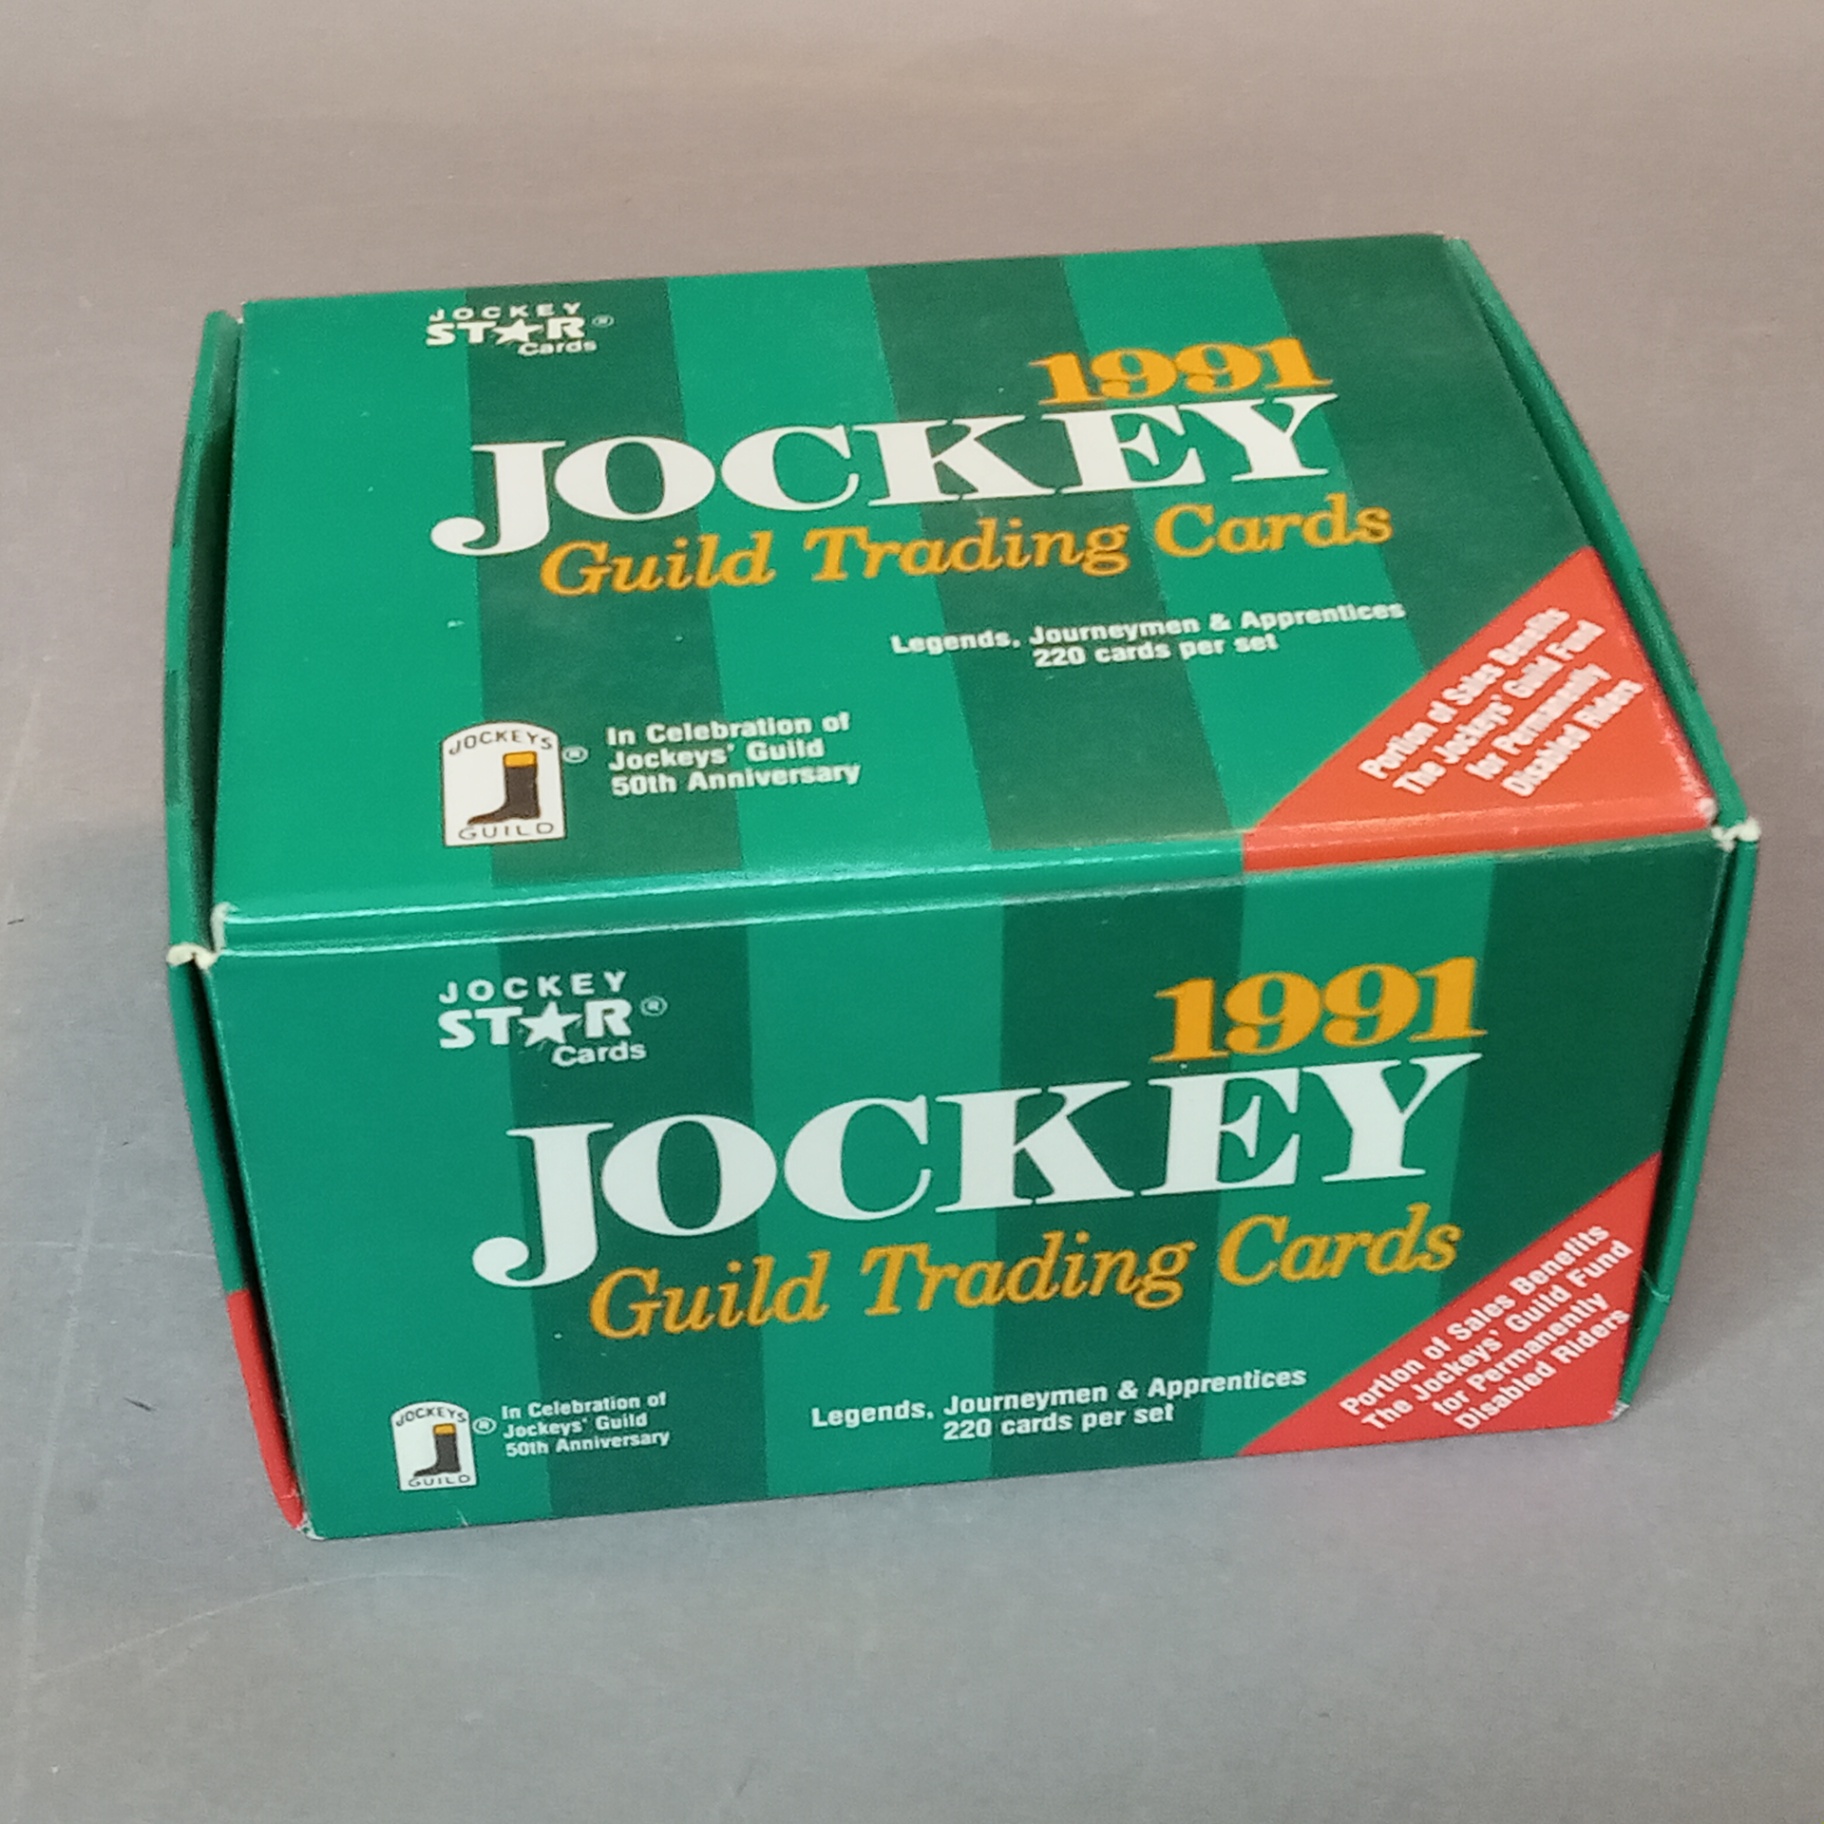 JOCKEY
ST★R®
Cards
1991
JOCKEY
Guild Trading Cards
Legends, Journeymen & Apprentices
220 cards per set
JOCKEYS
GUILD
®
In Celebration of
Jockeys' Guild
50th Anniversary
Portion of Sales Benefits
The Jockeys' Guild Fund
for Permanently
Disabled Riders
JOCKEY
ST★R®
Cards
1991
JOCKEY
Guild Trading Cards
JOCKEYS
GUILD
®
In Celebration of
Jockeys' Guild
50th Anniversary
Legends, Journeymen & Apprentices
220 cards per set
Portion of Sales Benefits
The Jockeys' Guild Fund
for Permanently
Disabled Riders